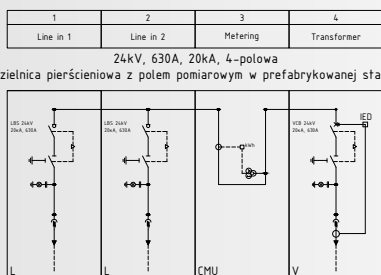 1 2 3 4
Line in 1 Line in 2 Metering Transformer
24kV, 630A, 20kA, 4-polowa
zielnica pierścieniowa z polem pomiarowym w prefabrykowanej sta
LBS 24kV LBS 24kV VCB 24kV IED
20kA, 630A 20kA, 630A 20kA, 630A
kWh
L L CMU V